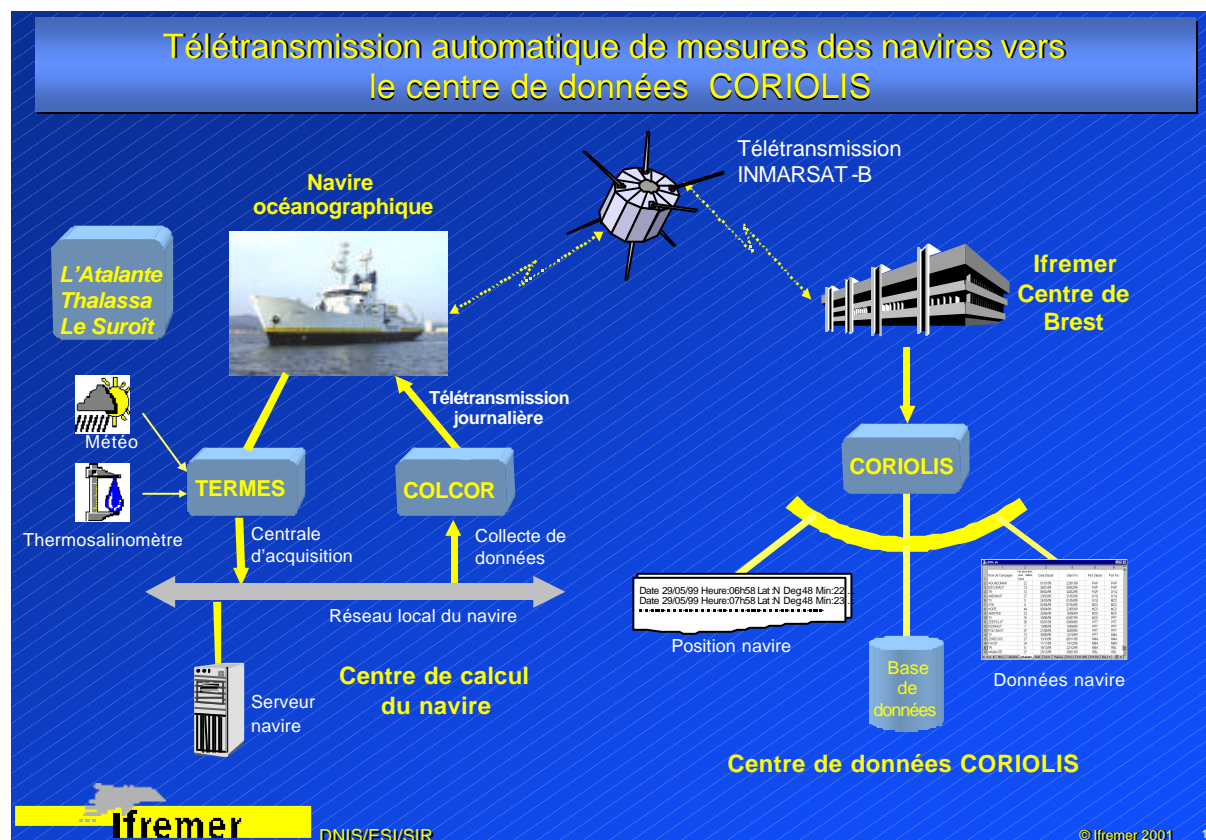 Télétransmission automatique de mesures des navires vers
le centre de données CORIOLIS
Télétransmission
INMARSAT -B
Navire
océanographique
L'Atalante
Thalassa
Le Suroît
Ifremer
Centre de
Brest
Télétransmission
journalière
Météo
Thermosalinomètre
TERMES
COLCOR
CORIOLIS
Centrale
d'acquisition
Collecte de
données
Réseau local du navire
Date 29/05/99 Heure:06h58 Lat :N Deg48 Min:22 ...
Date 29/05/99 Heure:07h58 Lat :N Deg48 Min:23 ...
Position navire
Données navire
Base
de
données
Serveur
navire
Centre de calcul
du navire
Centre de données CORIOLIS
Ifremer
DNIS/ESI/SIR
© Ifremer 2001
1